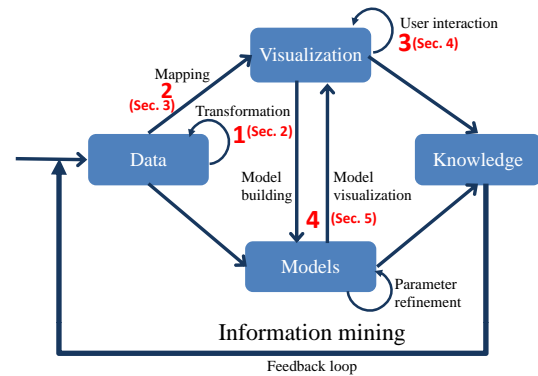 User interaction
3 (Sec. 4)
Visualization
Mapping
2
(Sec. 3)
Transformation
1 (Sec. 2)
Data
Knowledge
Model
building
Model
visualization
4 (Sec. 5)
Models
Parameter
refinement
Information mining
Feedback loop